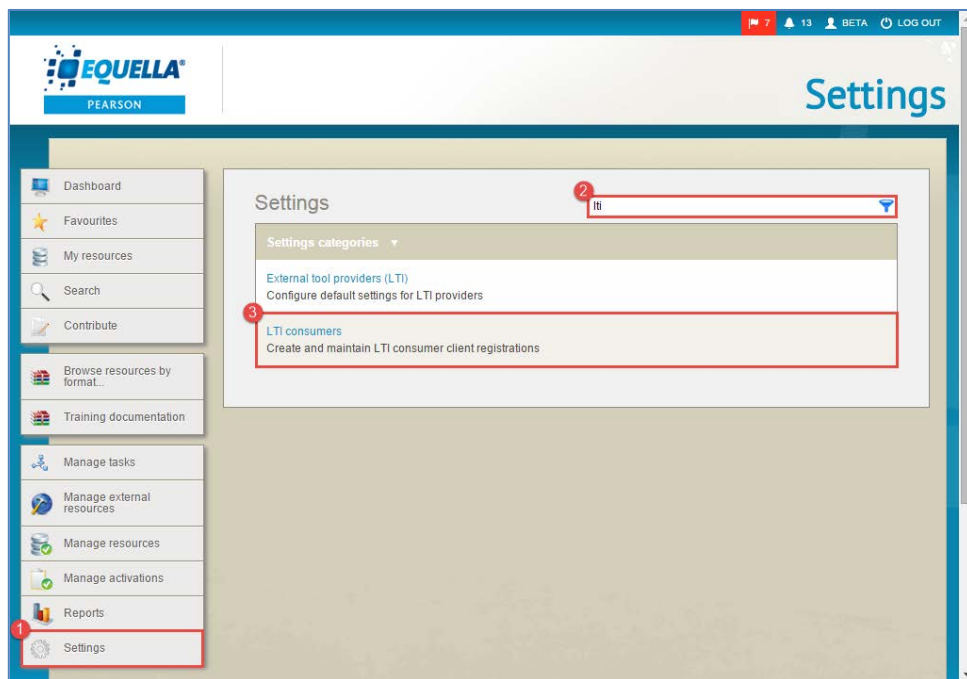 7 13 BETA LOG OUT
EQUELLA®
PEARSON
Settings
Dashboard
Favourites
My resources
Search
Contribute
Browse resources by
format...
Training documentation
Manage tasks
Manage external
resources
Manage resources
Manage activations
Reports
1
Settings
Settings
2
lti
Settings categories
External tool providers (LTI)
Configure default settings for LTI providers
3
LTI consumers
Create and maintain LTI consumer client registrations